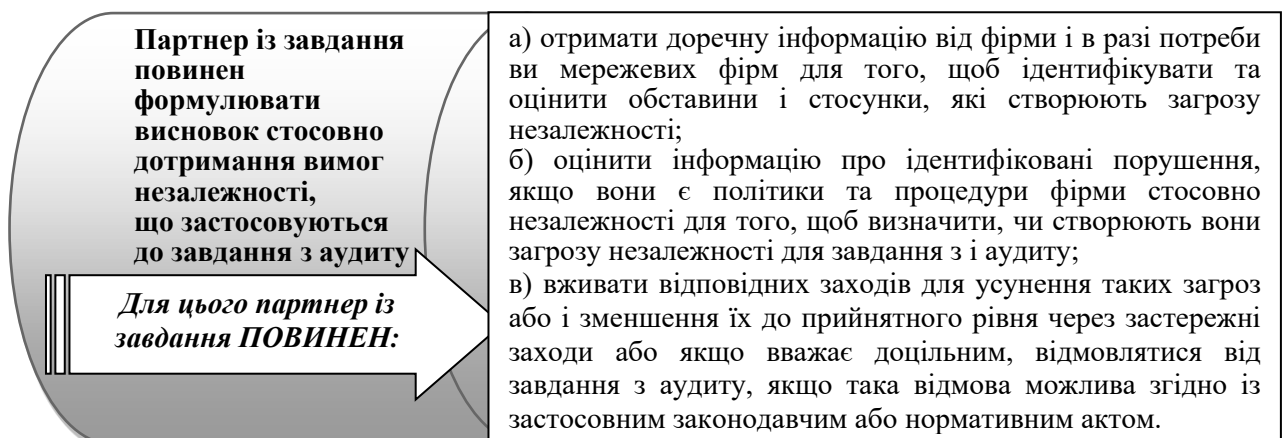 Партнер із завдання
повинен
формулювати
висновок стосовно
дотримання вимог
незалежності,
що застосовуються
до завдання з аудиту
Для цього партнер із
завдання ПОВИНЕН:
а) отримати доречну інформацію від фірми і в разі потреби
ви мережевих фірм для того, щоб ідентифікувати та
оцінити обставини і стосунки, які створюють загрозу
незалежності;
б) оцінити інформацію про ідентифіковані порушення,
якщо вони є політики та процедури фірми стосовно
незалежності для того, щоб визначити, чи створюють вони
загрозу незалежності для завдання з і аудиту;
в) вживати відповідних заходів для усунення таких загроз
або і зменшення їх до прийнятного рівня через застережні
заходи або якщо вважає доцільним, відмовлятися від
завдання з аудиту, якщо така відмова можлива згідно із
застосовним законодавчим або нормативним актом.